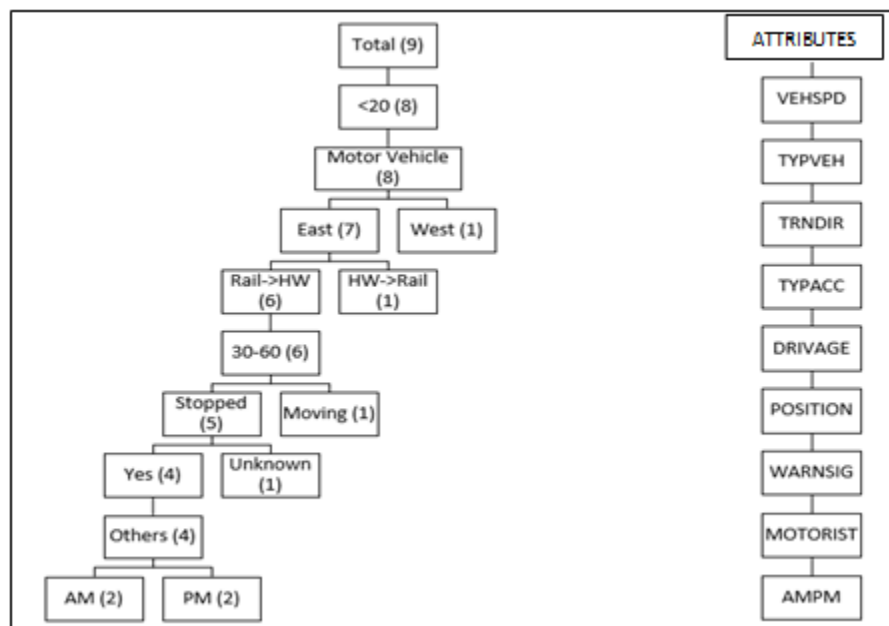 Total (9)
ATTRIBUTES
<20 (8)
VEHSPD
Motor Vehicle
(8)
TYPVEH
East (7)
West (1)
TRNDIR
Rail->HW
(6)
HW->Rail
(1)
TYPACC
30-60 (6)
DRIVAGE
Stopped
(5)
Moving (1)
POSITION
Yes (4)
Unknown
(1)
WARNSIG
Others (4)
MOTORIST
AM (2)
PM (2)
AMPM